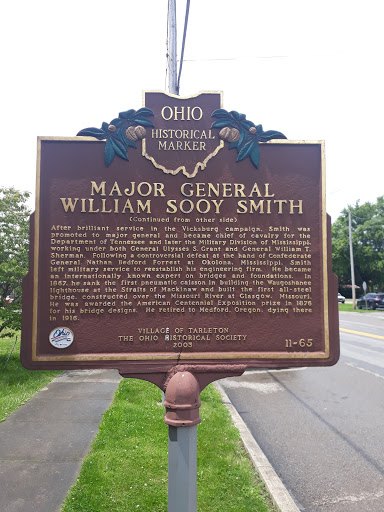 OHIO
HISTORICAL
MARKER
MAJOR GENERAL
WILLIAM SOOY SMITH
(Continued from other side)
After brilliant service in the Vicksburg campaign, Smith was
promoted to major general and became chief of cavalry for the
Department of Tennessee and later the Military Division of Mississippi,
working under both General Ulysses S. Grant and General William T.
Sherman. Following a controversial defeat at the hand of Confederate
General Nathan Bedford Forrest at Okolona, Mississippi, Smith
left military service to reestablish his engineering firm. He became
an internationally known expert on bridges and foundations. In
1867, he sank the first pneumatic caisson in building the Waugoshance
lighthouse at the Straits of Mackinaw and built the first all-steel
bridge, constructed over the Missouri River at Glasgow, Missouri.
He was awarded the American Centennial Exposition prize in 1876
for his bridge designs. He retired to Medford, Oregon, dying there
in 1916.
VILLAGE OF TARLETON
THE OHIO HISTORICAL SOCIETY
2003
11-65
Ohio